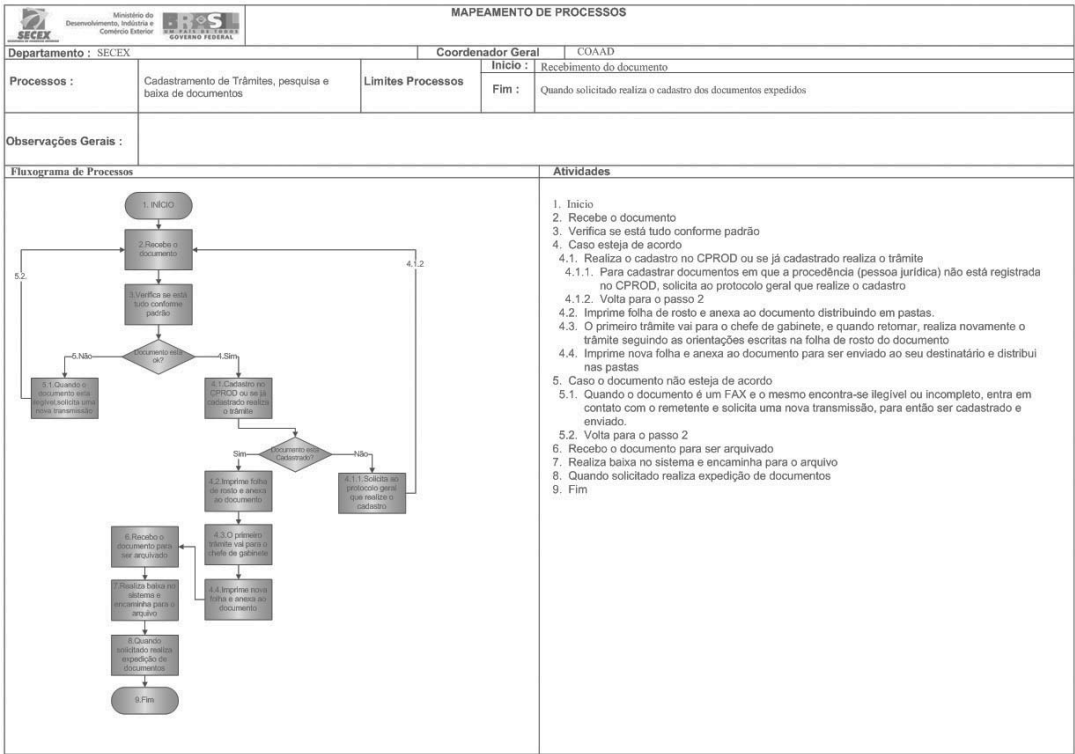 SECEX
Ministério do
Desenvolvimento, Indústria e
Comércio Exterior
BRASIL
UM PAÍS DE TODOS
GOVERNO FEDERAL
MAPEAMENTO DE PROCESSOS
Departamento : SECEX
Coordenador Geral
COAAD
Processos :
Cadastramento de Trâmites, pesquisa e
baixa de documentos
Limites Processos
Inicio :
Recebimento do documento
Fim :
Quando solicitado realiza o cadastro dos documentos expedidos
Observações Gerais :
Fluxograma de Processos
1. INÍCIO
2.Recebe o
documento
5.2.
4.1.2.
3.Verifica se está
tudo conforme
padrão
5.Não
Documento está
ok?
4.Sim
5.1.Quando o
documento esta
ilegível,solicita uma
nova transmissão
4.1.Cadastro no
CPROD ou se já
cadastrado realiza
o trâmite
Sim
Documento está
Cadastrado?
Não
4.2.Imprime folha
de rosto e anexa
ao documento
4.1.1.Solicita ao
protocolo geral
que realize o
cadastro
4.3.O primeiro
trâmite vai para o
chefe de gabinete
6.Recebo o
documento para
ser arquivado
4.4.Imprime nova
folha e anexa ao
documento
7.Realiza baixa no
sistema e
encaminha para o
arquivo
8.Quando
solicitado realiza
expedição de
documentos
9.Fim
Atividades
1. Inicio
2. Recebe o documento
3. Verifica se está tudo conforme padrão
4. Caso esteja de acordo
4.1. Realiza o cadastro no CPROD ou se já cadastrado realiza o trâmite
4.1.1. Para cadastrar documentos em que a procedência (pessoa jurídica) não está registrada
no CPROD, solicita ao protocolo geral que realize o cadastro
4.1.2. Volta para o passo 2
4.2. Imprime folha de rosto e anexa ao documento distribuindo em pastas.
4.3. O primeiro trâmite vai para o chefe de gabinete, e quando retornar, realiza novamente o
trâmite seguindo as orientações escritas na folha de rosto do documento
4.4. Imprime nova folha e anexa ao documento para ser enviado ao seu destinatário e distribui
nas pastas
5. Caso o documento não esteja de acordo
5.1. Quando o documento é um FAX e o mesmo encontra-se ilegível ou incompleto, entra em
contato com o remetente e solicita uma nova transmissão, para então ser cadastrado e
enviado.
5.2. Volta para o passo 2
6. Recebo o documento para ser arquivado
7. Realiza baixa no sistema e encaminha para o arquivo
8. Quando solicitado realiza expedição de documentos
9. Fim